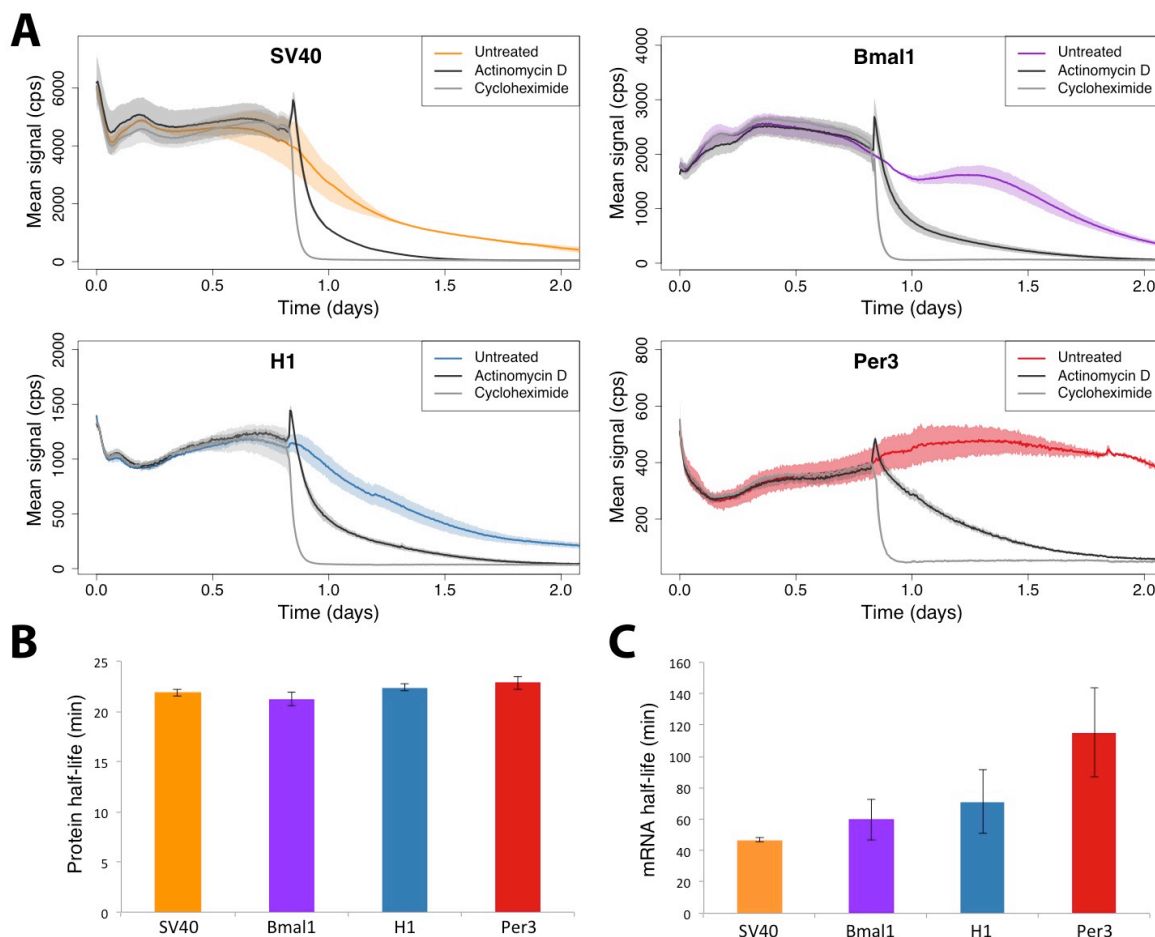 A
SV40
Untreated
Actinomycin D
Cycloheximide
Mean signal (cps)
6000
4000
2000
0
0.0 0.5 1.0 1.5 2.0
Time (days)
Bmal1
Untreated
Actinomycin D
Cycloheximide
Mean signal (cps)
4000
3000
2000
1000
0
0.0 0.5 1.0 1.5 2.0
Time (days)
H1
Untreated
Actinomycin D
Cycloheximide
Mean signal (cps)
2000
1500
1000
500
0
0.0 0.5 1.0 1.5 2.0
Time (days)
Per3
Untreated
Actinomycin D
Cycloheximide
Mean signal (cps)
800
600
400
200
0.0 0.5 1.0 1.5 2.0
Time (days)
B
Protein half-life (min)
25
20
15
10
5
0
SV40 Bmal1 H1 Per3
C
mRNA half-life (min)
160
140
120
100
80
60
40
20
0
SV40 Bmal1 H1 Per3